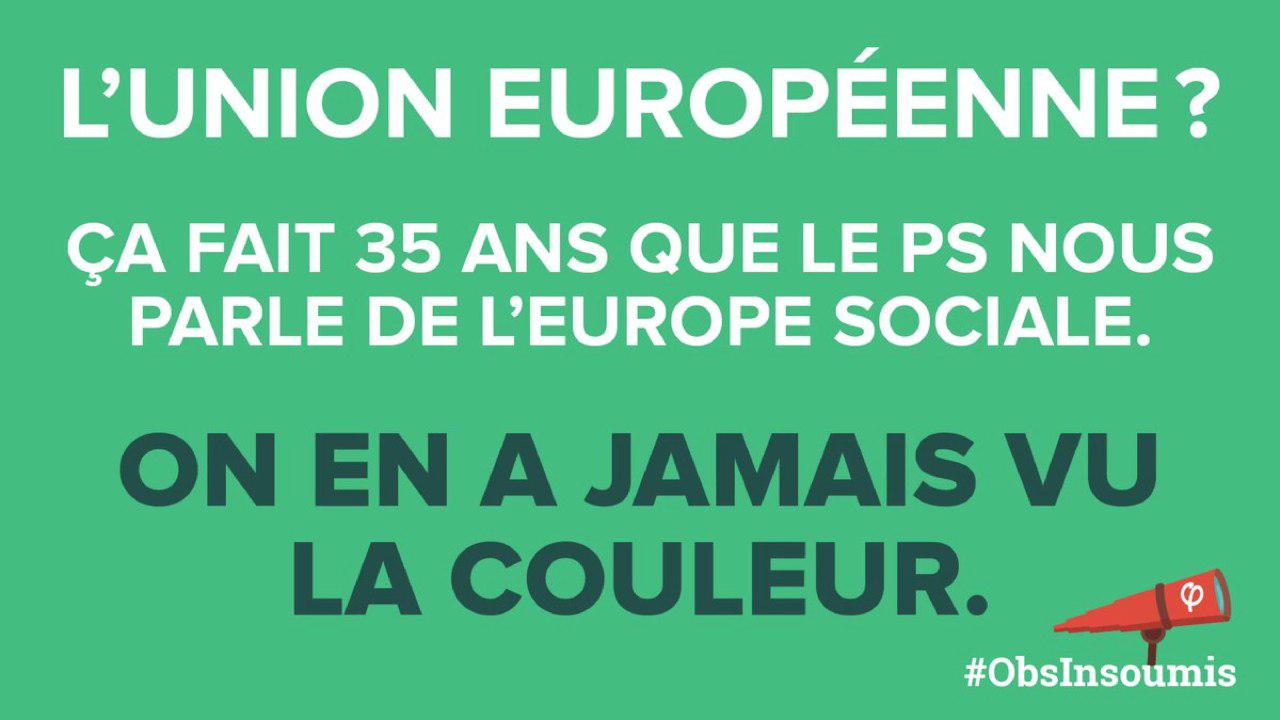 L’UNION EUROPÉENNE ?
ÇA FAIT 35 ANS QUE LE PS NOUS
PARLE DE L’EUROPE SOCIALE.
ON EN A JAMAIS VU
LA COULEUR.
φ
#ObsInsoumis